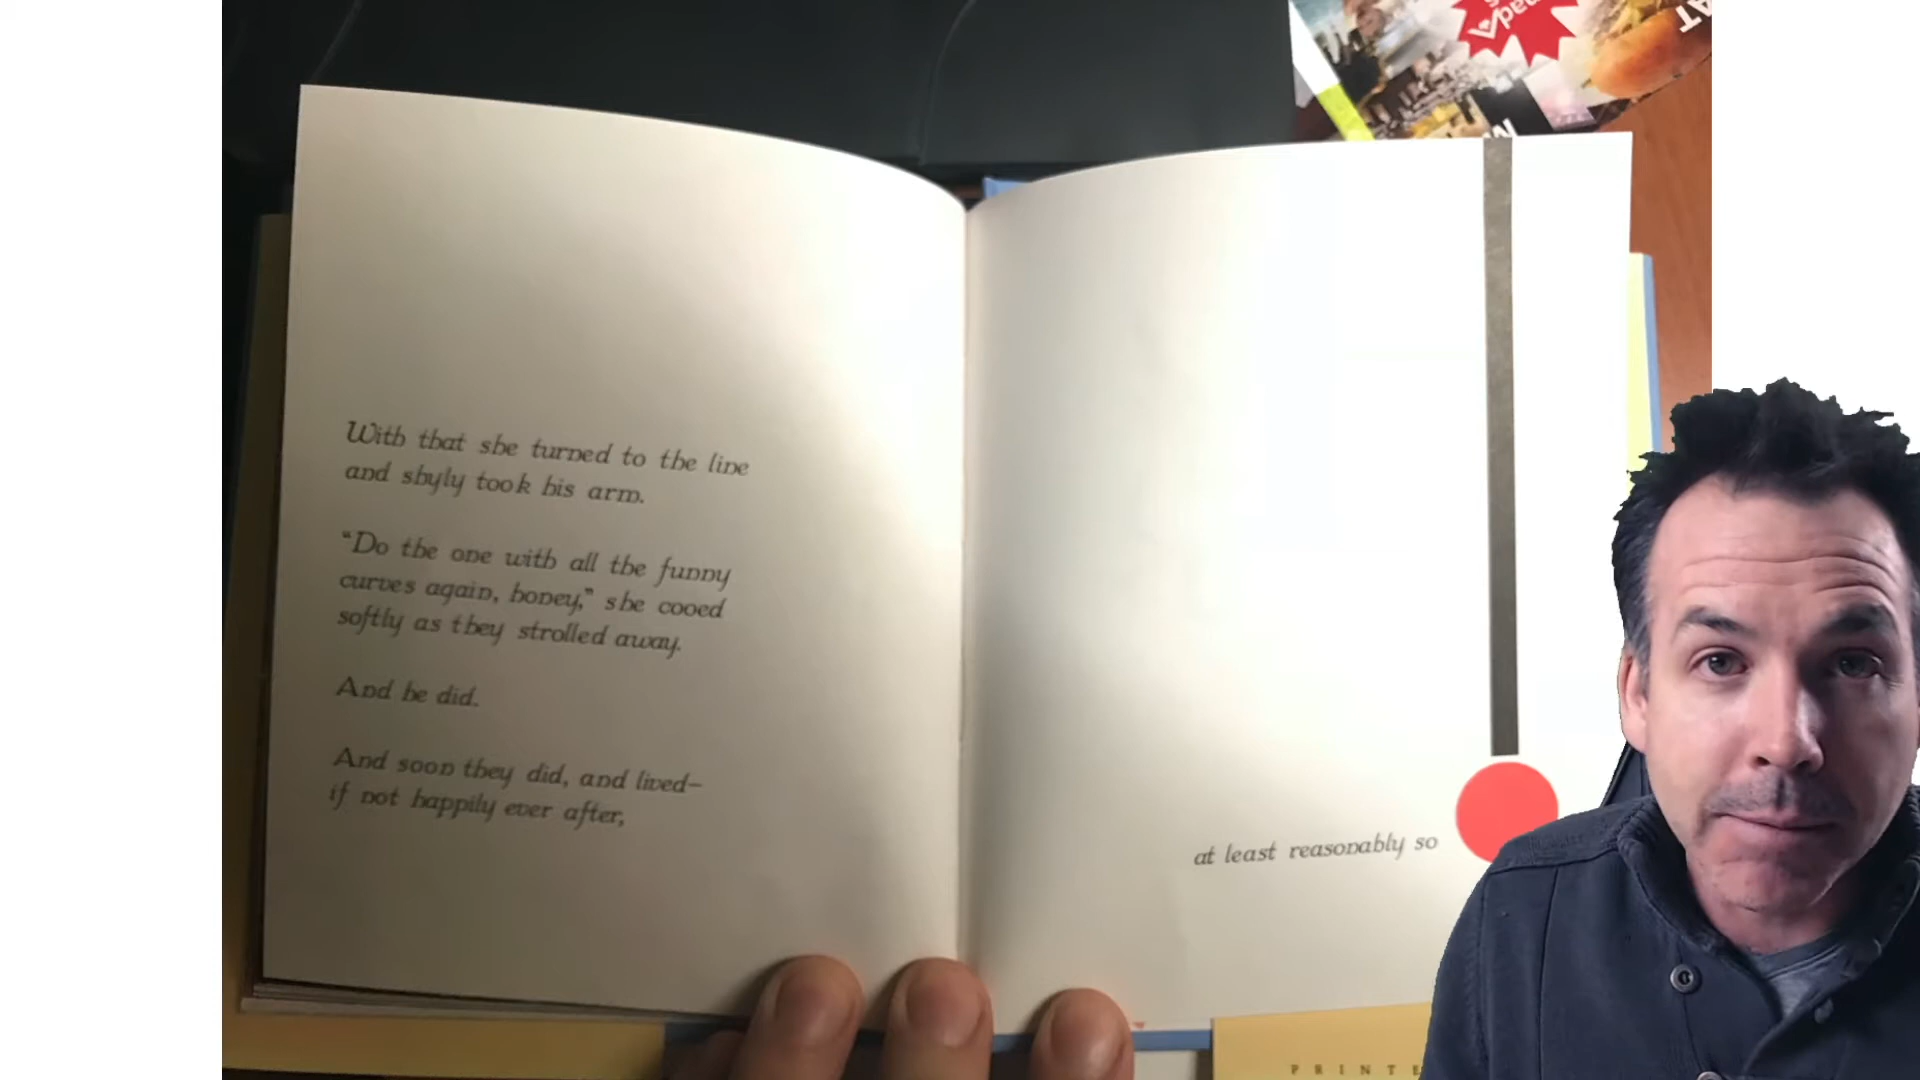 With that she turned to the line
and shyly took his arm.
"Do the one with all the funny
curves again, honey," she cooed
softly as they strolled away.
And he did.
And soon they did, and lived–
if not happily ever after,
at least reasonably so
PRINTE